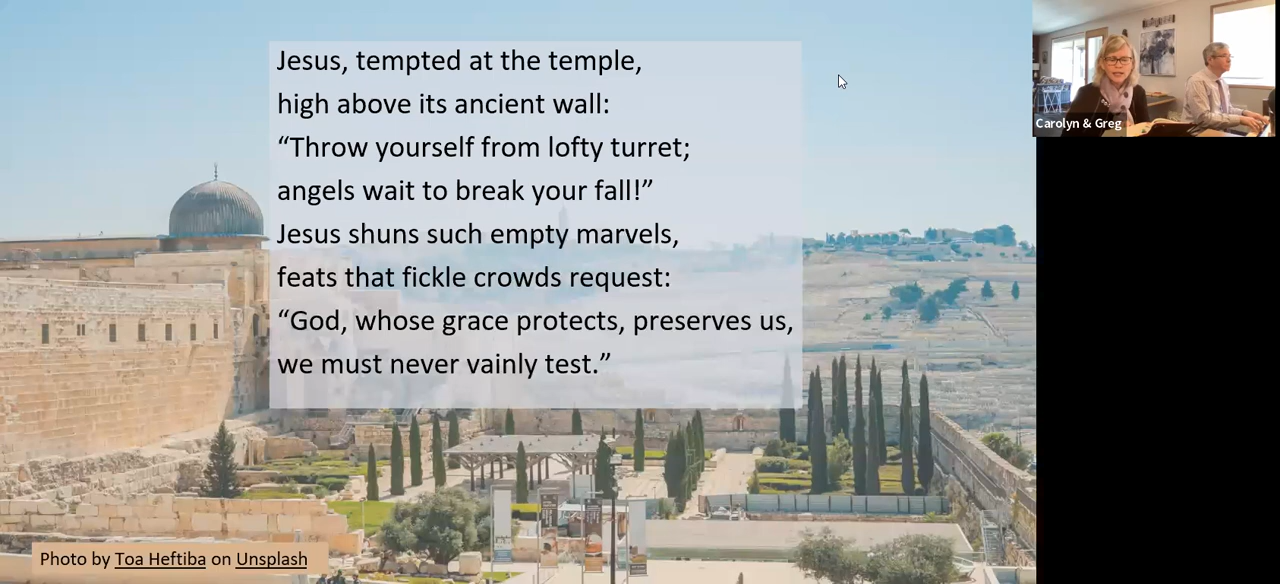 Jesus, tempted at the temple,
high above its ancient wall:
“Throw yourself from lofty turret;
angels wait to break your fall!”
Jesus shuns such empty marvels,
feats that fickle crowds request:
“God, whose grace protects, preserves us,
we must never vainly test.”
Carolyn & Greg
Photo by Toa Heftiba on Unsplash